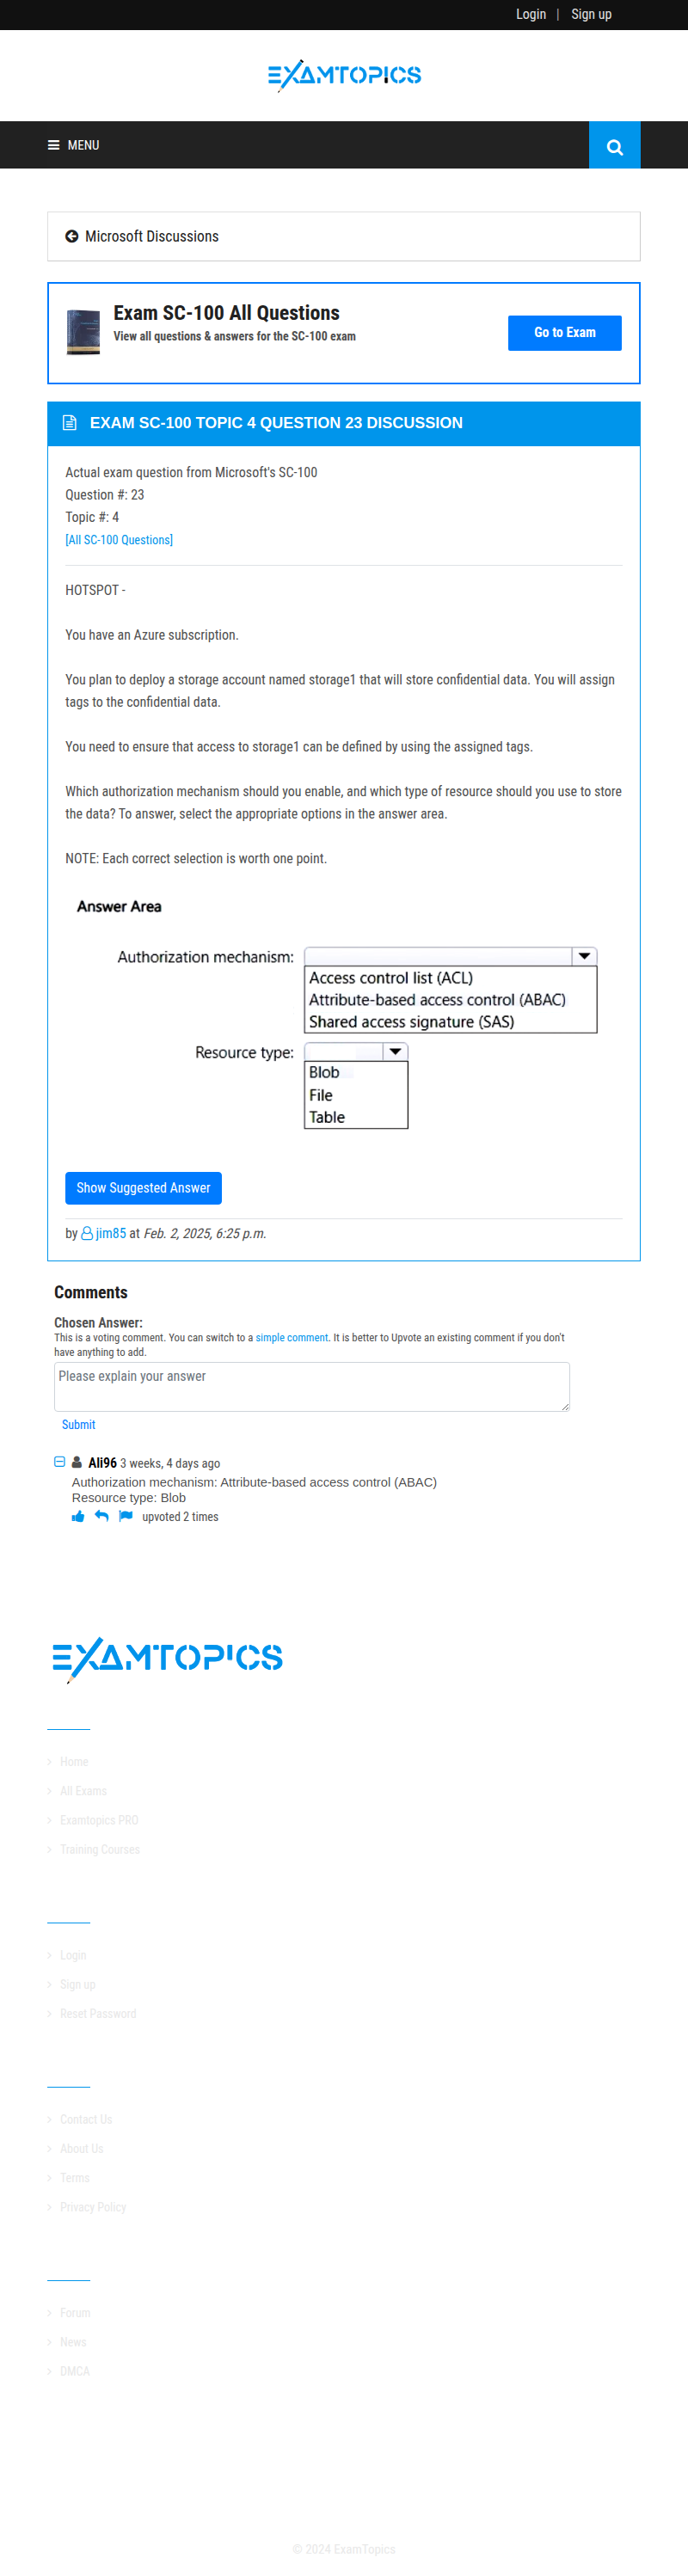 Login | Sign up
EXAMTOPICS
MENU
Microsoft Discussions
Exam SC-100 All Questions
View all questions & answers for the SC-100 exam
Go to Exam
EXAM SC-100 TOPIC 4 QUESTION 23 DISCUSSION
Actual exam question from Microsoft's SC-100
Question #: 23
Topic #: 4
[All SC-100 Questions]
HOTSPOT -
You have an Azure subscription.
You plan to deploy a storage account named storage1 that will store confidential data. You will assign
tags to the confidential data.
You need to ensure that access to storage1 can be defined by using the assigned tags.
Which authorization mechanism should you enable, and which type of resource should you use to store
the data? To answer, select the appropriate options in the answer area.
NOTE: Each correct selection is worth one point.
Answer Area
Authorization mechanism:
Access control list (ACL)
Attribute-based access control (ABAC)
Shared access signature (SAS)
Resource type:
Blob
File
Table
Show Suggested Answer
by jim85 at Feb. 2, 2025, 6:25 p.m.
Comments
Chosen Answer:
This is a voting comment. You can switch to a simple comment. It is better to Upvote an existing comment if you don't
have anything to add.
Please explain your answer
Submit
Ali96 3 weeks, 4 days ago
Authorization mechanism: Attribute-based access control (ABAC)
Resource type: Blob
upvoted 2 times
EXAMTOPICS
Home
All Exams
Examtopics PRO
Training Courses
Login
Sign up
Reset Password
Contact Us
About Us
Terms
Privacy Policy
Forum
News
DMCA
© 2024 ExamTopics